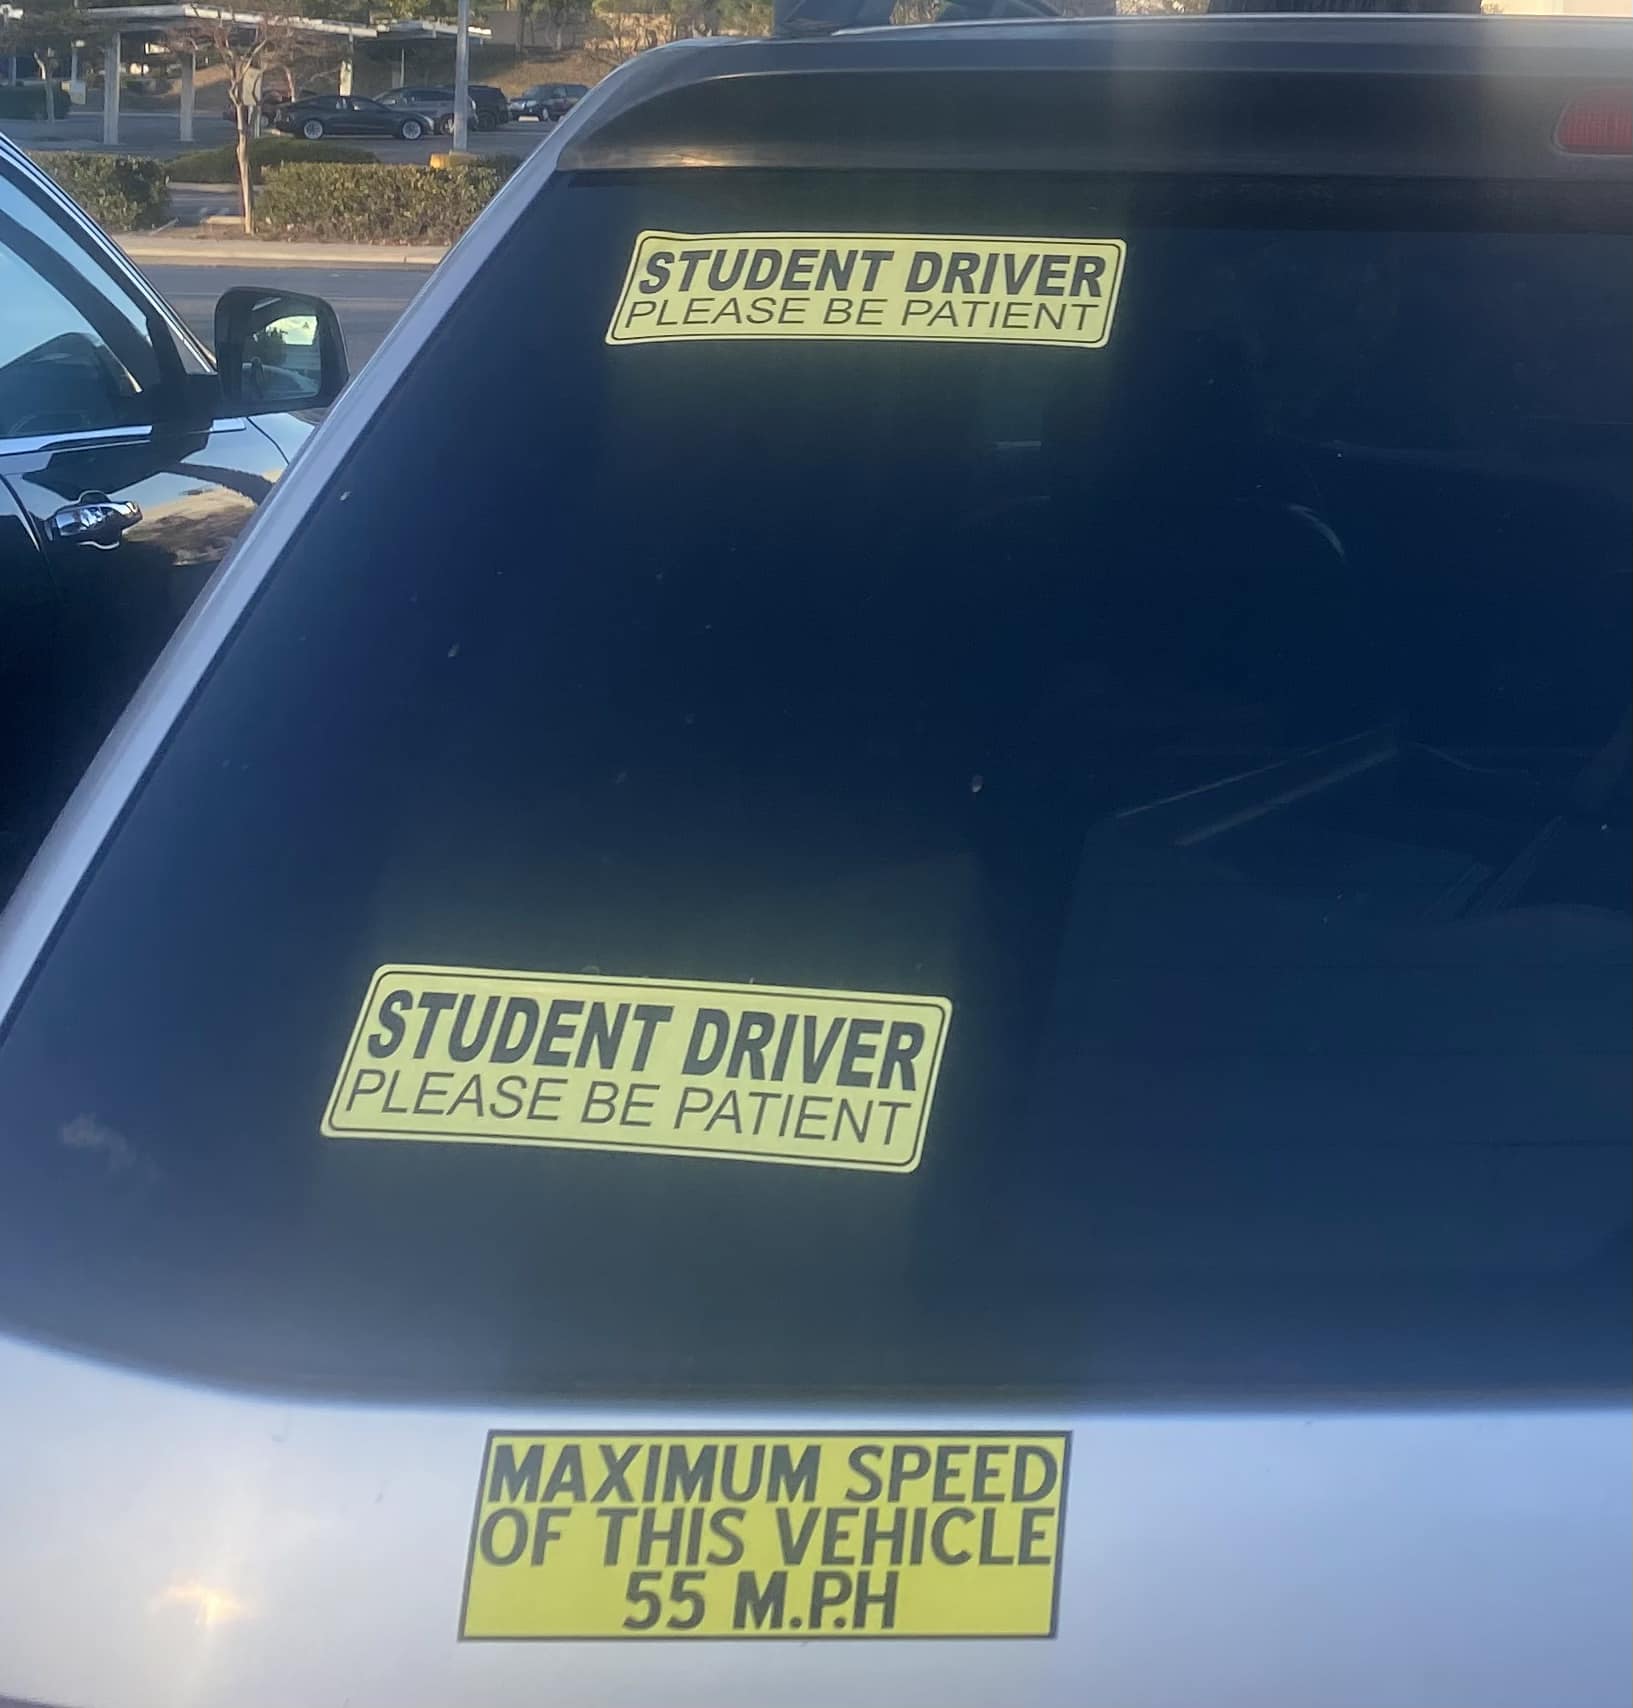 STUDENT DRIVER
PLEASE BE PATIENT
STUDENT DRIVER
PLEASE BE PATIENT
MAXIMUM SPEED
OF THIS VEHICLE
55 M.P.H